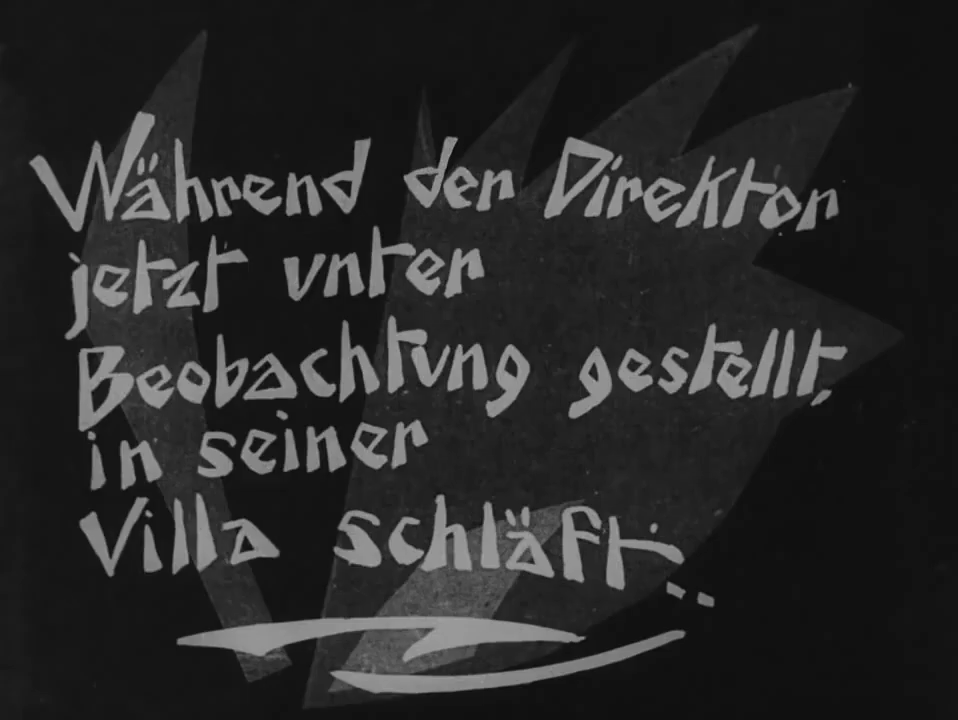 Während der Direktor
jetzt unter
Beobachtung gestellt,
in seiner
Villa schläft...